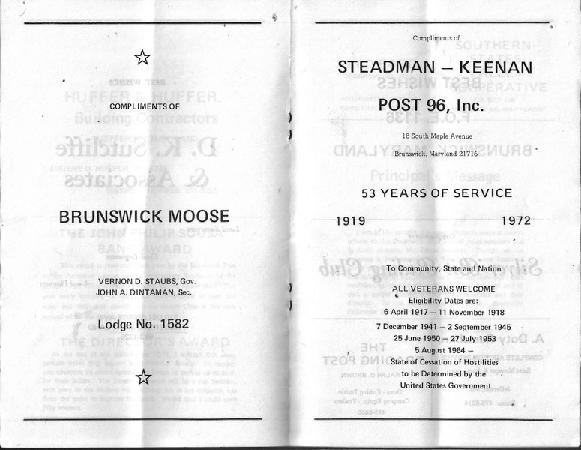 COMPLIMENTS OF
BRUNSWICK MOOSE
VERNON D. STAUBS, Gov.
JOHN A. DINTAMAN, Sec.
Lodge No. 1582
Compliments of
STEADMAN — KEENAN
POST 96, Inc.
18 South Maple Avenue
Brunswick, Maryland 21716
53 YEARS OF SERVICE
1919 1972
To Community, State and Nation
ALL VETERANS WELCOME
Eligibility Dates are:
6 April 1917 — 11 November 1918
7 December 1941 — 2 September 1945
25 June 1950 — 27 July 1953
5 August 1964 —
State of Cessation of Hostilities
to be Determined by the
United States Government